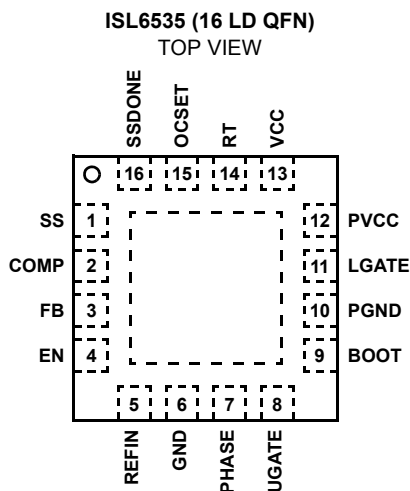 ISL6535 (16 LD QFN)
TOP VIEW
SSDONE
OCSET
RT
VCC
16
15
14
13
SS 1
12 PVCC
COMP 2
11 LGATE
FB 3
10 PGND
EN 4
9 BOOT
5
6
7
8
REFIN
GND
PHASE
UGATE